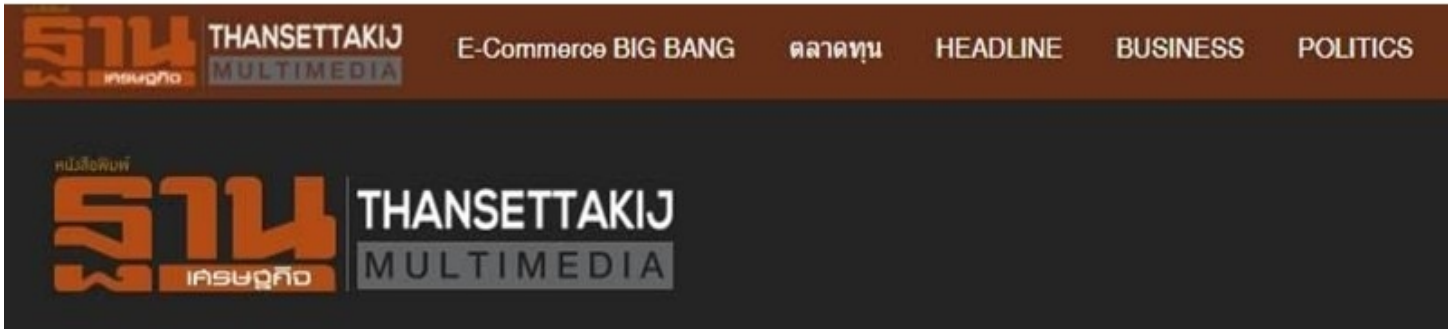 ฐาน
เศรษฐกิจ
THANSETTAKIJ
MULTIMEDIA
E-Commerce BIG BANG ตลาดทุน HEADLINE BUSINESS POLITICS
หนังสือพิมพ์
ฐาน
เศรษฐกิจ
THANSETTAKIJ
MULTIMEDIA